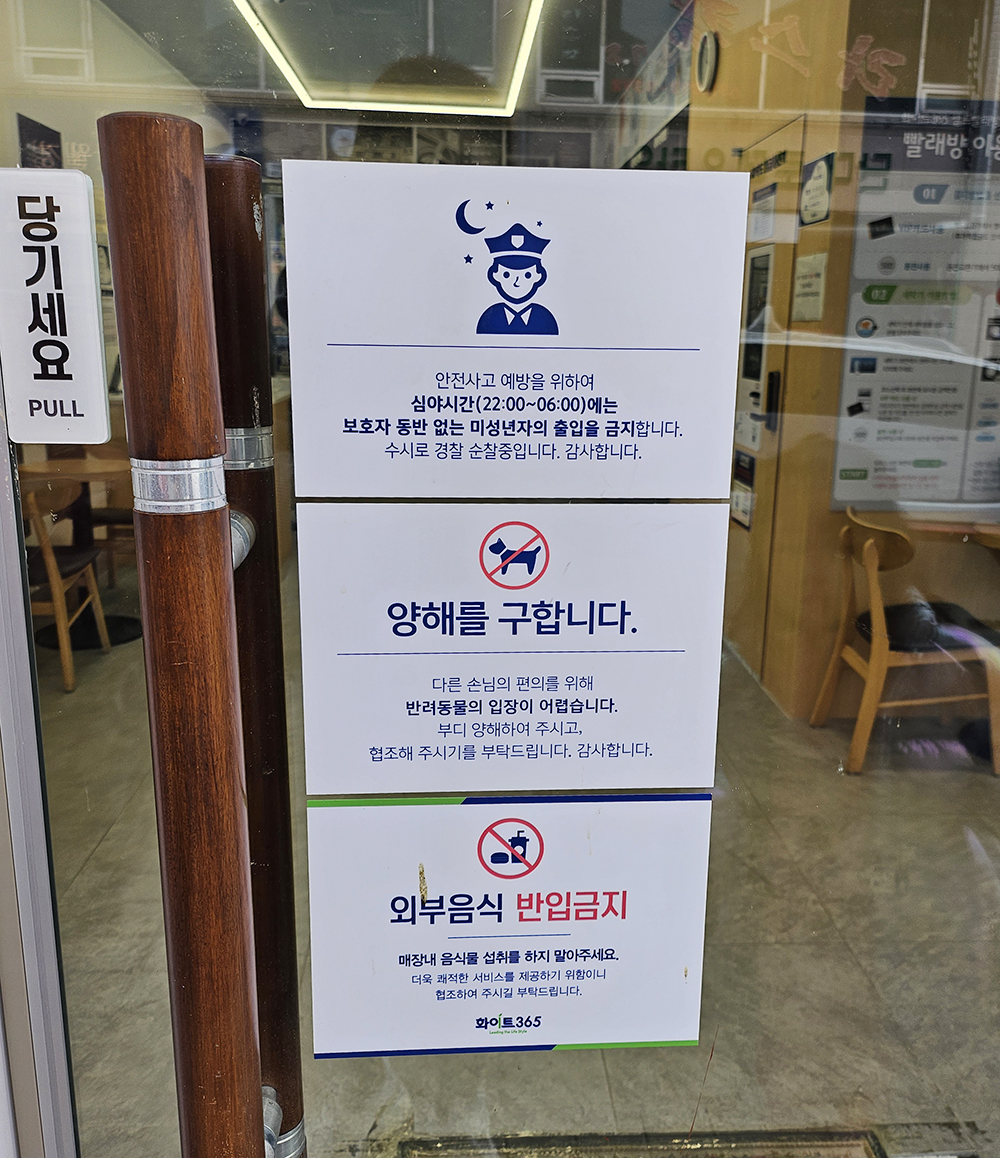 당기세요
PULL
안전사고 예방을 위하여
심야시간(22:00~06:00)에는
보호자 동반 없는 미성년자의 출입을 금지합니다.
수시로 경찰 순찰중입니다. 감사합니다.
양해를 구합니다.
다른 손님의 편의를 위해
반려동물의 입장이 어렵습니다.
부디 양해하여 주시고,
협조해 주시기를 부탁드립니다. 감사합니다.
외부음식 반입금지
매장내 음식물 섭취를 하지 말아주세요.
더욱 쾌적한 서비스를 제공하기 위함이니
협조하여 주시길 부탁드립니다.
화이트365
Leading the Life Style
빨래방